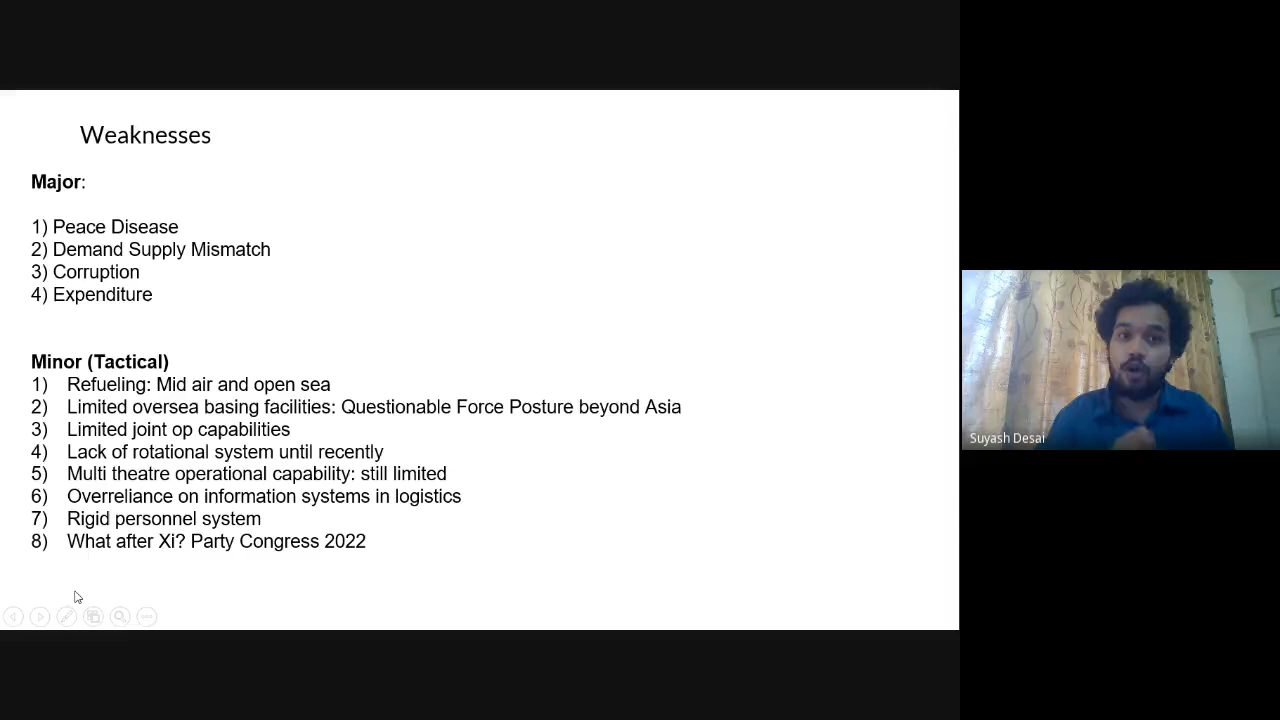 Weaknesses
Major:
1) Peace Disease
2) Demand Supply Mismatch
3) Corruption
4) Expenditure
Minor (Tactical)
1) Refueling: Mid air and open sea
2) Limited oversea basing facilities: Questionable Force Posture beyond Asia
3) Limited joint op capabilities
4) Lack of rotational system until recently
5) Multi theatre operational capability: still limited
6) Overreliance on information systems in logistics
7) Rigid personnel system
8) What after Xi? Party Congress 2022
Suyash Desai